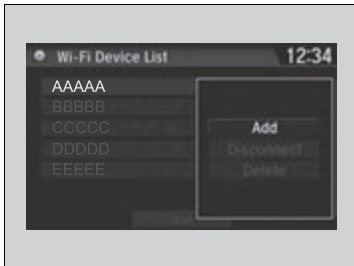 Wi-Fi Device List
12:34
AAAAA
BBBBB
CCCCC
DDDDD
EEEEE
Add
Disconnect
Delete